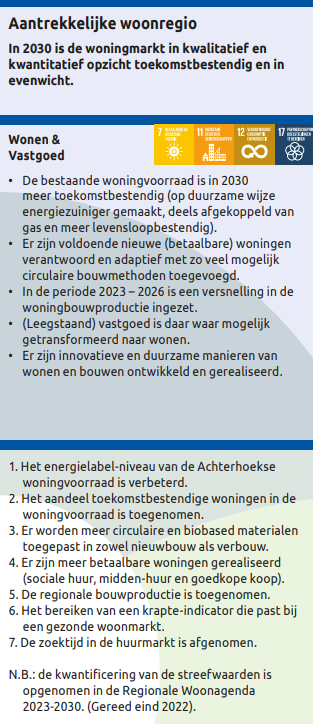 Aantrekkelijke woonregio
In 2030 is de woningmarkt in kwalitatief en
kwantitatief opzicht toekomstbestendig en in
evenwicht.
Wonen &
Vastgoed
7
11
12
17
• De bestaande woningvoorraad is in 2030
meer toekomstbestendig (op duurzame wijze
energiezuiniger gemaakt, deels afgekoppeld van
gas en meer levensloopbestendig).
• Er zijn voldoende nieuwe (betaalbare) woningen
verantwoord en adaptief met zo veel mogelijk
circulaire bouwmethoden toegevoegd.
• In de periode 2023 – 2026 is een versnelling in de
woningbouwproductie ingezet.
• (Leegstaand) vastgoed is daar waar mogelijk
getransformeerd naar wonen.
• Er zijn innovatieve en duurzame manieren van
wonen en bouwen ontwikkeld en gerealiseerd.
1. Het energielabel-niveau van de Achterhoekse
woningvoorraad is verbeterd.
2. Het aandeel toekomstbestendige woningen in de
woningvoorraad is toegenomen.
3. Er worden meer circulaire en biobased materialen
toegepast in zowel nieuwbouw als verbouw.
4. Er zijn meer betaalbare woningen gerealiseerd
(sociale huur, midden-huur en goedkope koop).
5. De regionale bouwproductie is toegenomen.
6. Het bereiken van een krapte-indicator die past bij
een gezonde woonmarkt.
7. De zoektijd in de huurmarkt is afgenomen.
N.B.: de kwantificering van de streefwaarden is
opgenomen in de Regionale Woonagenda
2023-2030. (Gereed eind 2022).